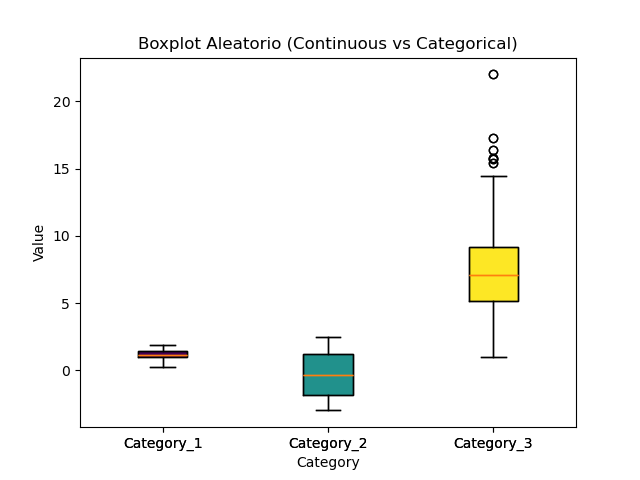 Boxplot Aleatorio (Continuous vs Categorical)
Value
20
15
10
5
0
Category_1 Category_2 Category_3
Category